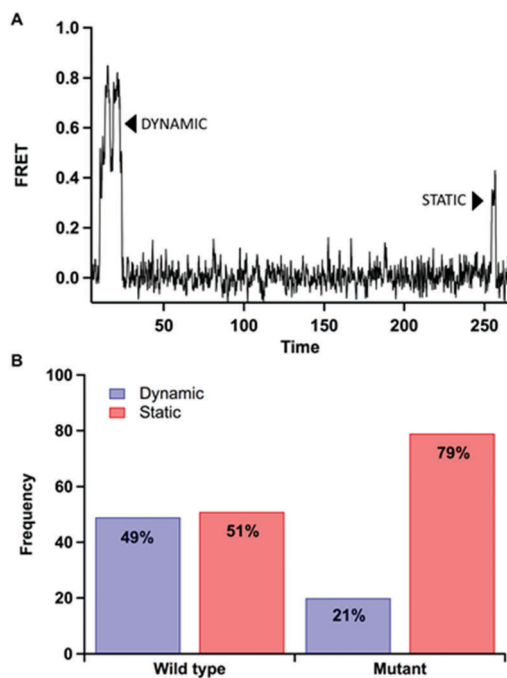 A
1.0
0.8
0.6
0.4
0.2
0.0
FRET
DYNAMIC
STATIC
50
100
150
200
250
Time
B
100
80
60
40
20
0
Frequency
Dynamic
Static
49%
51%
21%
79%
Wild type
Mutant